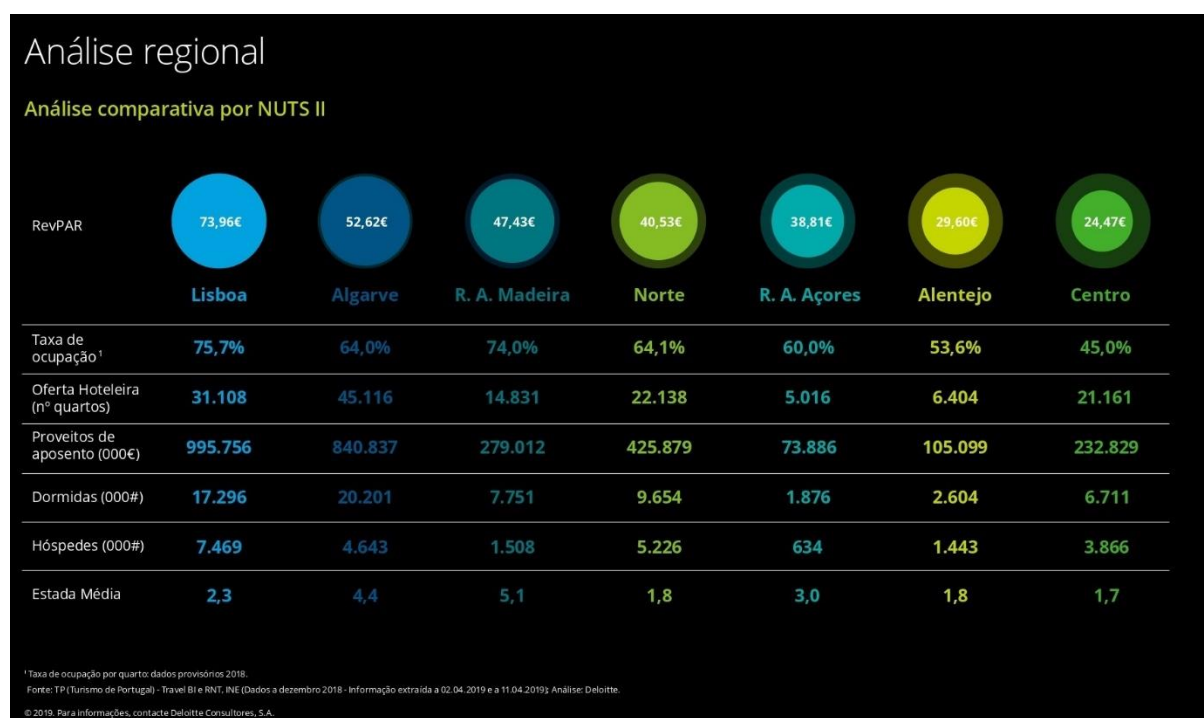 Análise regional
Análise comparativa por NUTS II
RevPAR 73,96€ 52,62€ 47,43€ 40,53€ 38,81€ 29,60€ 24,47€
Lisboa Algarve R. A. Madeira Norte R. A. Açores Alentejo Centro
Taxa de
ocupação ¹ 75,7% 64,0% 74,0% 64,1% 60,0% 53,6% 45,0%
Oferta Hoteleira
(nº quartos) 31.108 45.116 14.831 22.138 5.016 6.404 21.161
Proveitos de
aposento (000€) 995.756 840.837 279.012 425.879 73.886 105.099 232.829
Dormidas (000#) 17.296 20.201 7.751 9.654 1.876 2.604 6.711
Hóspedes (000#) 7.469 4.643 1.508 5.226 634 1.443 3.866
Estada Média 2,3 4,4 5,1 1,8 3,0 1,8 1,7
¹ Taxa de ocupação por quarto: dados provisórios 2018.
Fonte: TP (Turismo de Portugal) - Travel BI e RNT, INE (Dados a dezembro 2018 - Informação extraída a 02.04.2019 e a 11.04.2019); Análise: Deloitte.
© 2019. Para informações, contacte Deloitte Consultores, S.A.